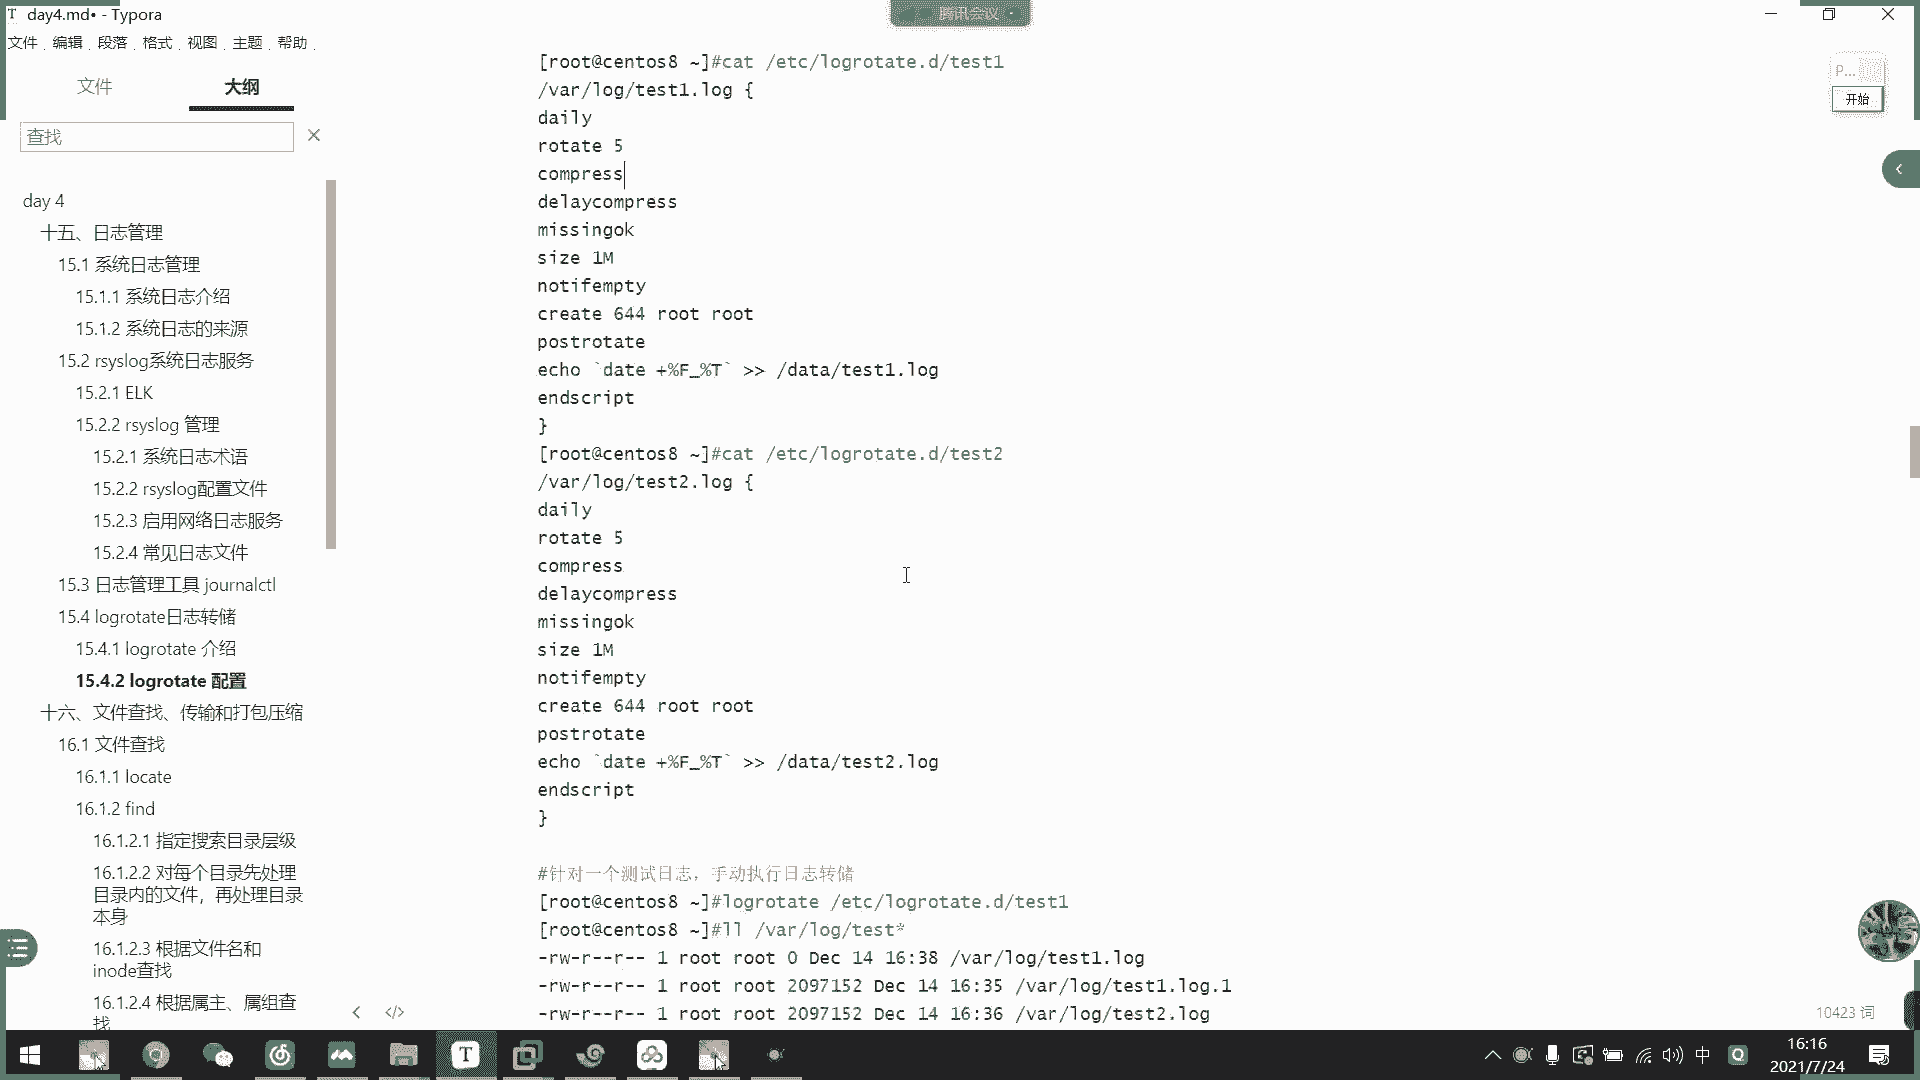 day4.md• - Typora
腾讯会议
文件 编辑 段落 格式 视图 主题 帮助
文件 大纲
查找
day 4
十五、日志管理
15.1 系统日志管理
15.1.1 系统日志介绍
15.1.2 系统日志的来源
15.2 rsyslog系统日志服务
15.2.1 ELK
15.2.2 rsyslog 管理
15.2.1 系统日志术语
15.2.2 rsyslog配置文件
15.2.3 启用网络日志服务
15.2.4 常见日志文件
15.3 日志管理工具 journalctl
15.4 logrotate日志转储
15.4.1 logrotate 介绍
15.4.2 logrotate 配置
十六、文件查找、传输和打包压缩
16.1 文件查找
16.1.1 locate
16.1.2 find
16.1.2.1 指定搜索目录层级
16.1.2.2 对每个目录先处理
目录内的文件，再处理目录
本身
16.1.2.3 根据文件名和
inode查找
16.1.2.4 根据属主、属组查
找
[root@centos8 ~]#cat /etc/logrotate.d/test1
/var/log/test1.log {
daily
rotate 5
compress
delaycompress
missingok
size 1M
notifempty
create 644 root root
postrotate
echo `date +%F_%T` >> /data/test1.log
endscript
}
[root@centos8 ~]#cat /etc/logrotate.d/test2
/var/log/test2.log {
daily
rotate 5
compress
delaycompress
missingok
size 1M
notifempty
create 644 root root
postrotate
echo `date +%F_%T` >> /data/test2.log
endscript
}
#针对一个测试日志，手动执行日志转储
[root@centos8 ~]#logrotate /etc/logrotate.d/test1
[root@centos8 ~]#ll /var/log/test*
-rw-r--r-- 1 root root 0 Dec 14 16:38 /var/log/test1.log
-rw-r--r-- 1 root root 2097152 Dec 14 16:35 /var/log/test1.log.1
-rw-r--r-- 1 root root 2097152 Dec 14 16:36 /var/log/test2.log
P...
开始
10423 词
中
16:16
2021/7/24